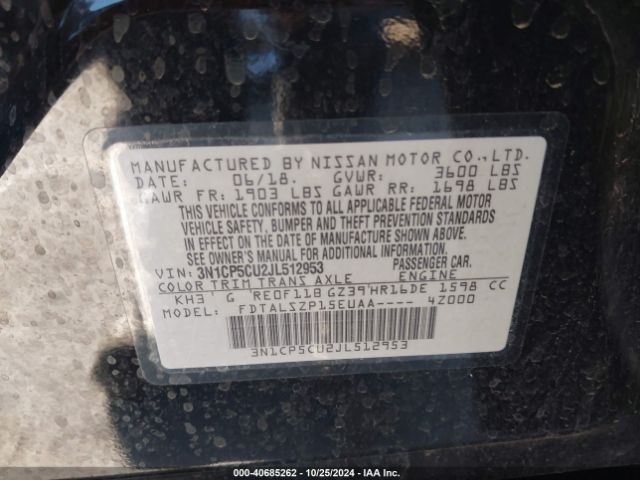 MANUFACTURED BY NISSAN MOTOR CO.,LTD.
DATE: 06/18. GVWR: 3600 LBS
GAWR FR: 1903 LBS GAWR RR: 1698 LBS
THIS VEHICLE CONFORMS TO ALL APPLICABLE FEDERAL MOTOR
VEHICLE SAFETY, BUMPER AND THEFT PREVENTION STANDARDS
IN EFFECT ON THE DATE OF MANUFACTURE SHOWN ABOVE.
SEE OWNER'S MANUAL FOR ADDITIONAL INFORMATION.
VIN: 3N1CP5CU2JL512953 PASSENGER CAR.
COLOR TRIM TRANS AXLE ENGINE
KH3 ' G ' RE0F11B GZ39'HR16DE 1598 CC
MODEL: FDTALSZP15EUAA---- 4Z000
3N1CP5CU2JL512953
000-40685262 - 10/25/2024 - IAA Inc.